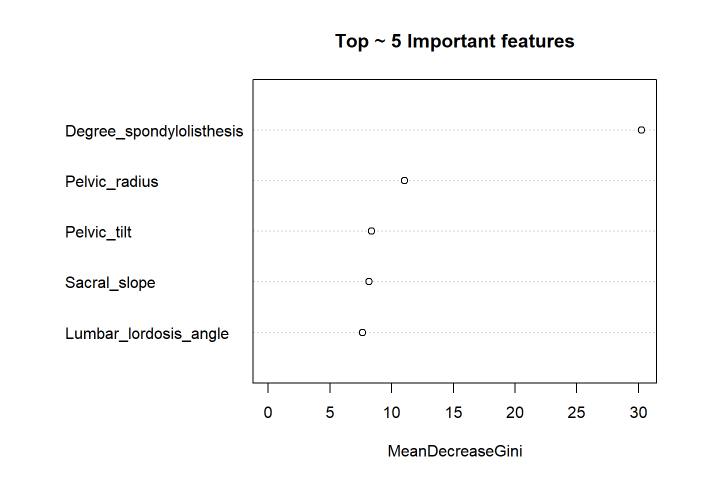 Top ~ 5 Important features
Degree_spondylolisthesis
Pelvic_radius
Pelvic_tilt
Sacral_slope
Lumbar_lordosis_angle
0 5 10 15 20 25 30
MeanDecreaseGini